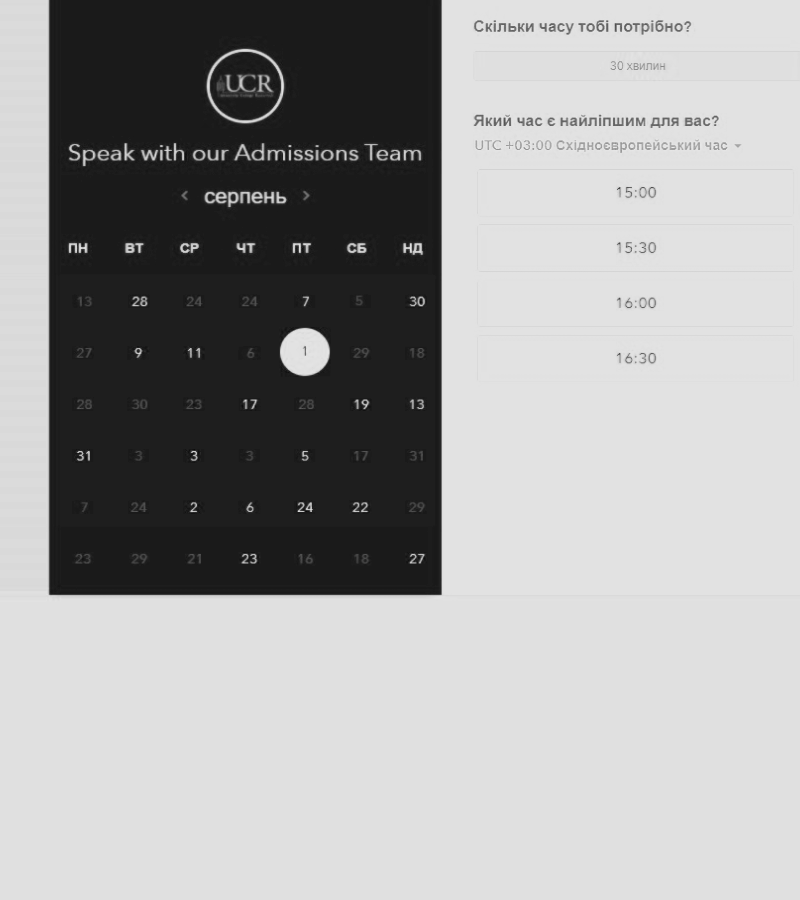 UCR
Speak with our Admissions Team
< серпень >
ПН ВТ СР ЧТ ПТ СБ НД
13 28 24 24 7 5 30
27 9 11 6 1 29 18
28 30 23 17 28 19 13
31 3 3 3 5 17 31
7 24 2 6 24 22 29
23 29 21 23 16 18 27
Скільки часу тобі потрібно?
30 хвилин
Який час є найліпшим для вас?
UTC +03:00 Східноєвропейський час
15:00
15:30
16:00
16:30